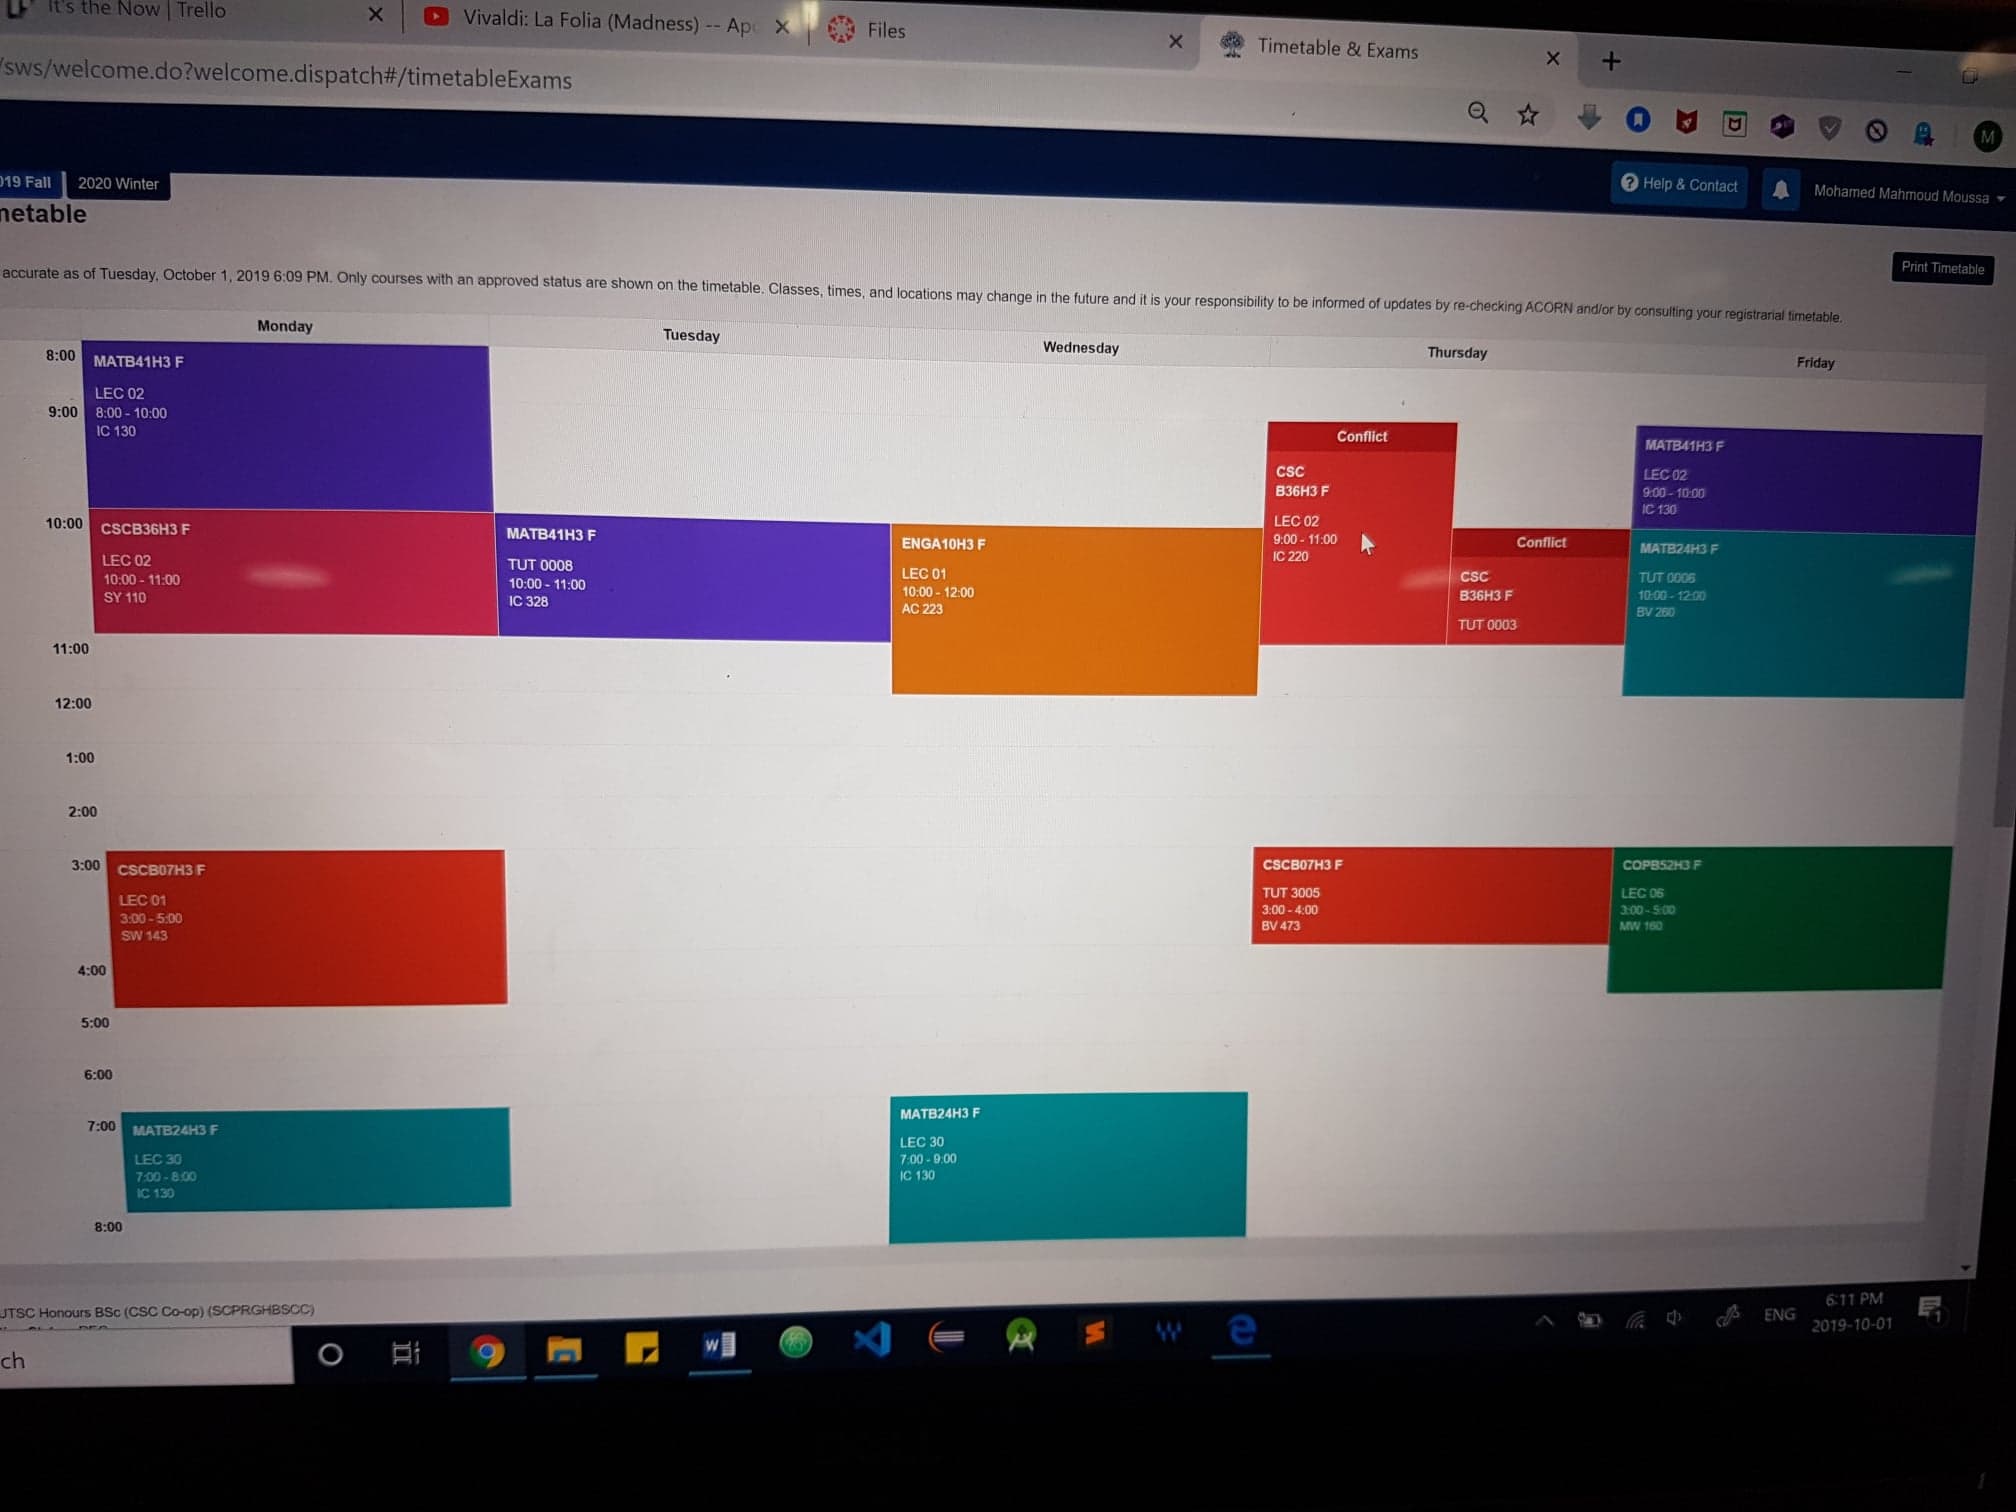 It's the Now | Trello
Vivaldi: La Folia (Madness) -- Ap
Files
Timetable & Exams
/sws/welcome.do?welcome.dispatch#/timetableExams
M
019 Fall
2020 Winter
Help & Contact
Mohamed Mahmoud Moussa
netable
Print Timetable
accurate as of Tuesday, October 1, 2019 6:09 PM. Only courses with an approved status are shown on the timetable. Classes, times, and locations may change in the future and it is your responsibility to be informed of updates by re-checking ACORN and/or by consulting your registrarial timetable.
Monday
Tuesday
Wednesday
Thursday
Friday
8:00
9:00
10:00
11:00
12:00
1:00
2:00
3:00
4:00
5:00
6:00
7:00
8:00
MATB41H3 F
LEC 02
8:00 - 10:00
IC 130
CSCB36H3 F
LEC 02
10:00 - 11:00
SY 110
CSCB07H3 F
LEC 01
3:00 - 5:00
SW 143
MATB24H3 F
LEC 30
7:00 - 8:00
IC 130
MATB41H3 F
TUT 0008
10:00 - 11:00
IC 328
ENGA10H3 F
LEC 01
10:00 - 12:00
AC 223
MATB24H3 F
LEC 30
7:00 - 9:00
IC 130
Conflict
CSC
B36H3 F
LEC 02
9:00 - 11:00
IC 220
Conflict
CSC
B36H3 F
TUT 0003
CSCB07H3 F
TUT 3005
3:00 - 4:00
BV 473
MATB41H3 F
LEC 02
9:00 - 10:00
IC 130
MATB24H3 F
TUT 0006
10:00 - 12:00
BV 260
COPB52H3 F
LEC 06
3:00 - 5:00
MW 160
UTSC Honours BSc (CSC Co-op) (SCPRGHBSCC)
ch
ENG
6:11 PM
2019-10-01
1